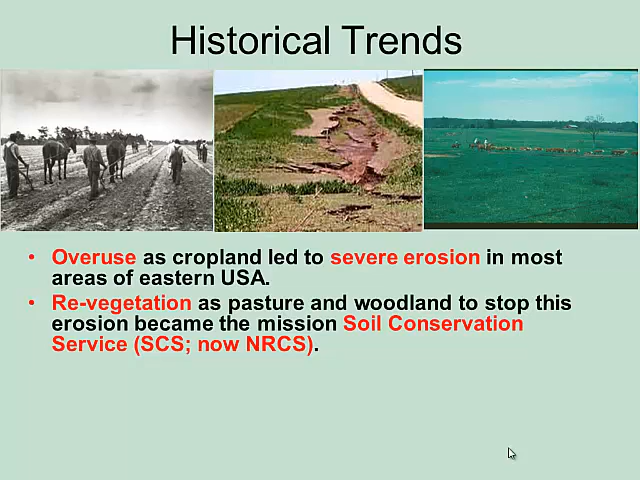 Historical Trends
• Overuse as cropland led to severe erosion in most
areas of eastern USA.
• Re-vegetation as pasture and woodland to stop this
erosion became the mission Soil Conservation
Service (SCS; now NRCS).